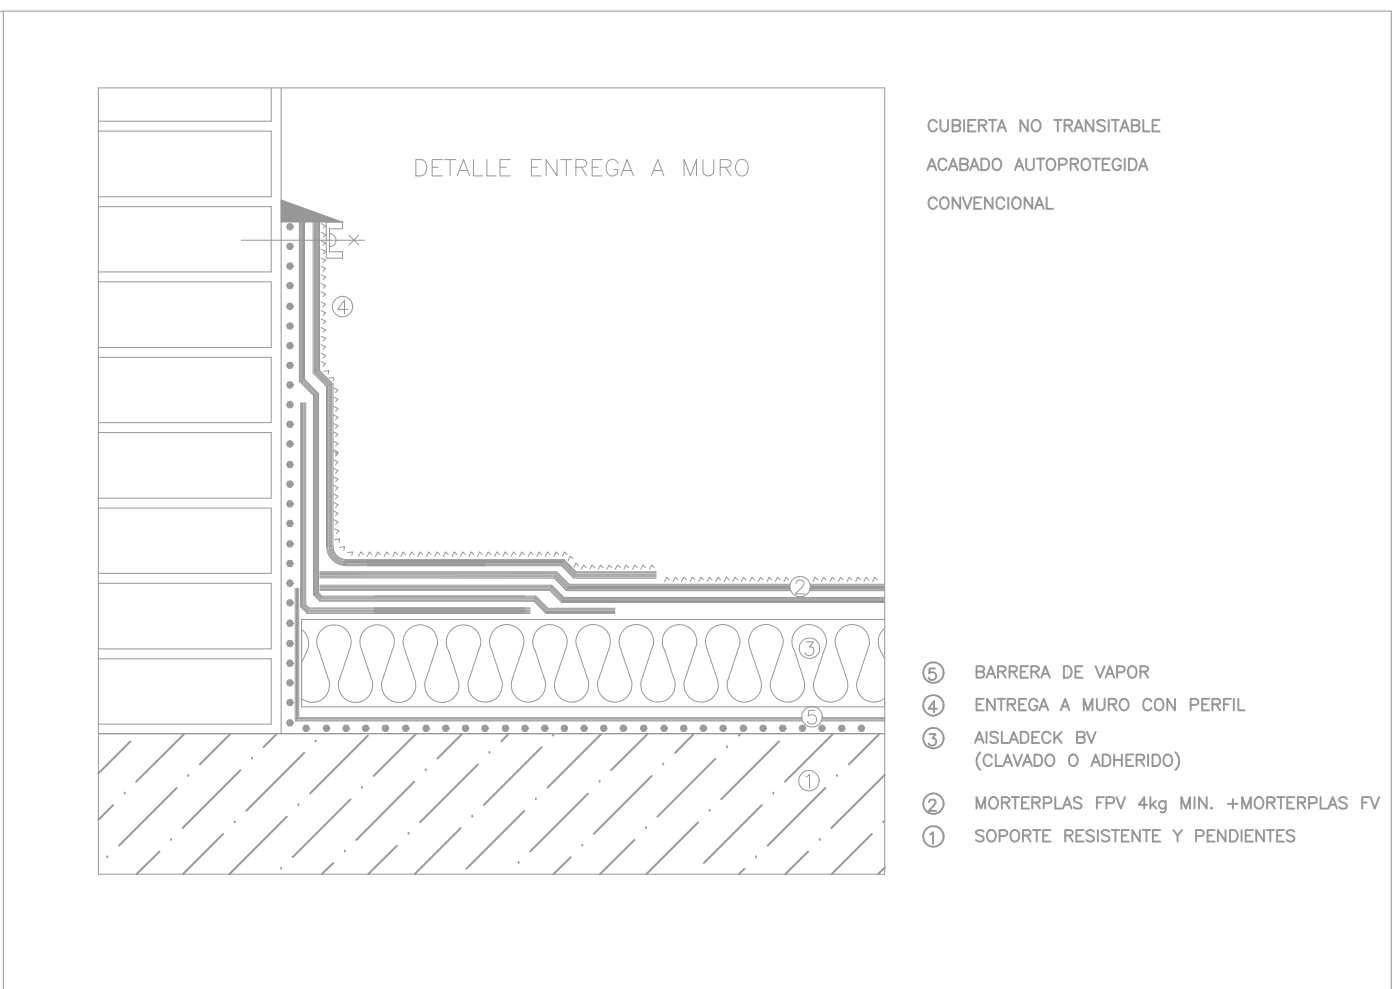 DETALLE ENTREGA A MURO
CUBIERTA NO TRANSITABLE
ACABADO AUTOPROTEGIDA
CONVENCIONAL
4
2
3
5
1
5 BARRERA DE VAPOR
4 ENTREGA A MURO CON PERFIL
3 AISLADECK BV
(CLAVADO O ADHERIDO)
2 MORTERPLAS FPV 4kg MIN. +MORTERPLAS FV
1 SOPORTE RESISTENTE Y PENDIENTES